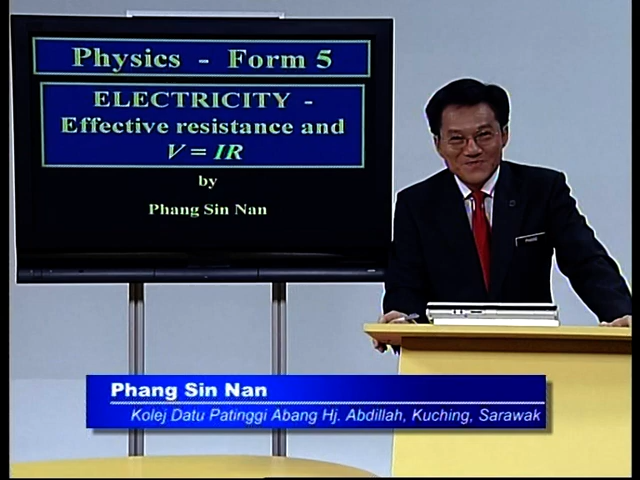 Physics - Form 5
ELECTRICITY -
Effective resistance and
V = IR
by
Phang Sin Nan
Phang Sin Nan
Kolej Datu Patinggi Abang Hj. Abdillah, Kuching, Sarawak